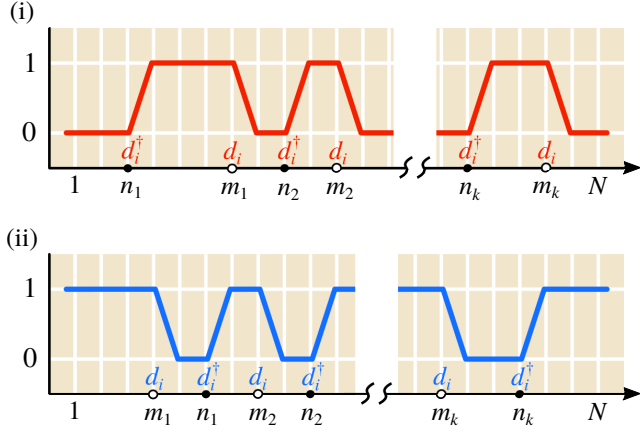 (i)
1
0
d_i^† d_i d_i^† d_i d_i^† d_i
1 n_1 m_1 n_2 m_2 n_k m_k N
(ii)
1
0
d_i d_i^† d_i d_i^† d_i d_i^†
1 m_1 n_1 m_2 n_2 m_k n_k N